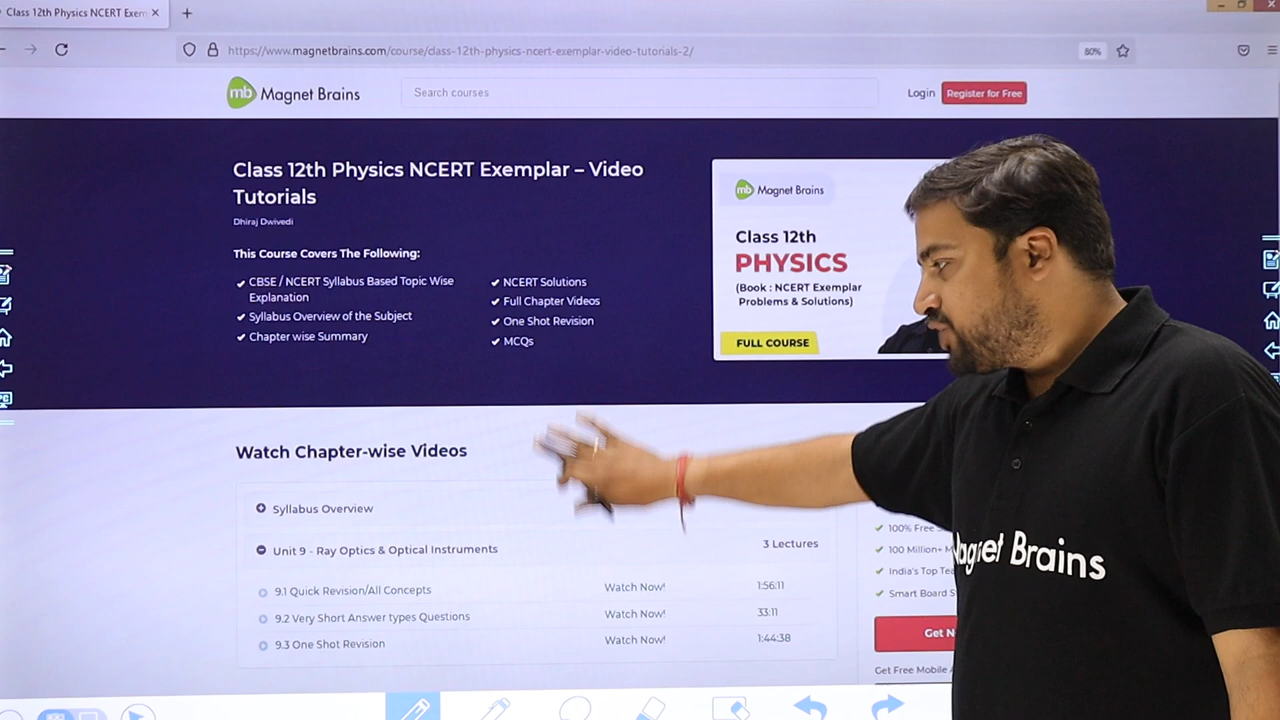 Class 12th Physics NCERT Exem
https://www.magnetbrains.com/course/class-12th-physics-ncert-exemplar-video-tutorials-2/
80%
mb Magnet Brains
Search courses
Login
Register for Free
Class 12th Physics NCERT Exemplar – Video
Tutorials
Dhiraj Dwivedi
This Course Covers The Following:
CBSE / NCERT Syllabus Based Topic Wise
Explanation
Syllabus Overview of the Subject
Chapter wise Summary
NCERT Solutions
Full Chapter Videos
One Shot Revision
MCQs
mb Magnet Brains
Class 12th
PHYSICS
(Book : NCERT Exemplar
Problems & Solutions)
FULL COURSE
Watch Chapter-wise Videos
Syllabus Overview
Unit 9 - Ray Optics & Optical Instruments
3 Lectures
9.1 Quick Revision/All Concepts
Watch Now!
1:56:11
9.2 Very Short Answer types Questions
Watch Now!
33:11
9.3 One Shot Revision
Watch Now!
1:44:38
100% Free
100 Million+
India's Top
Smart Board
Get
Get Free Mobile
Magnet Brains